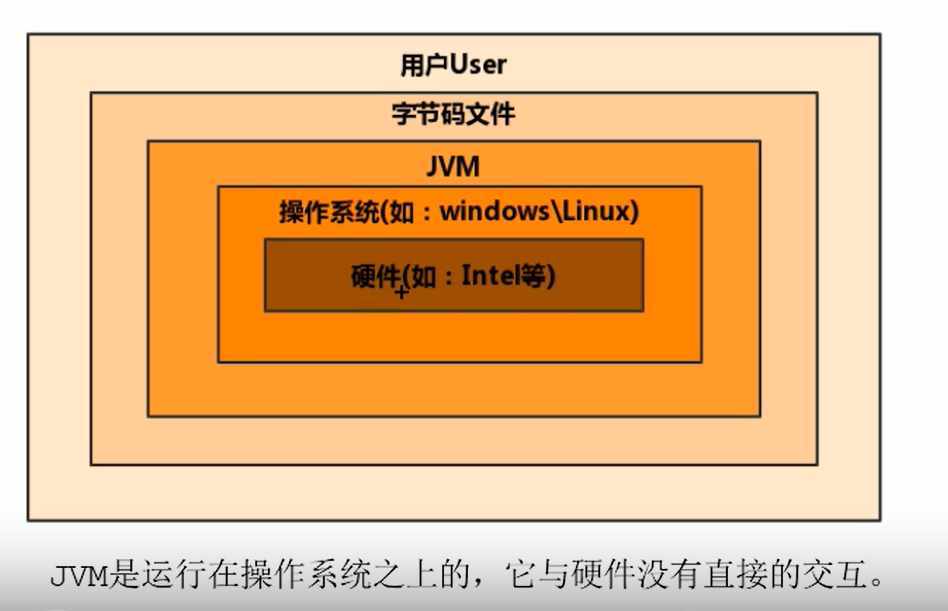 用户User
字节码文件
JVM
操作系统(如：windows\Linux)
硬件(如：Intel等)
JVM是运行在操作系统之上的，它与硬件没有直接的交互。